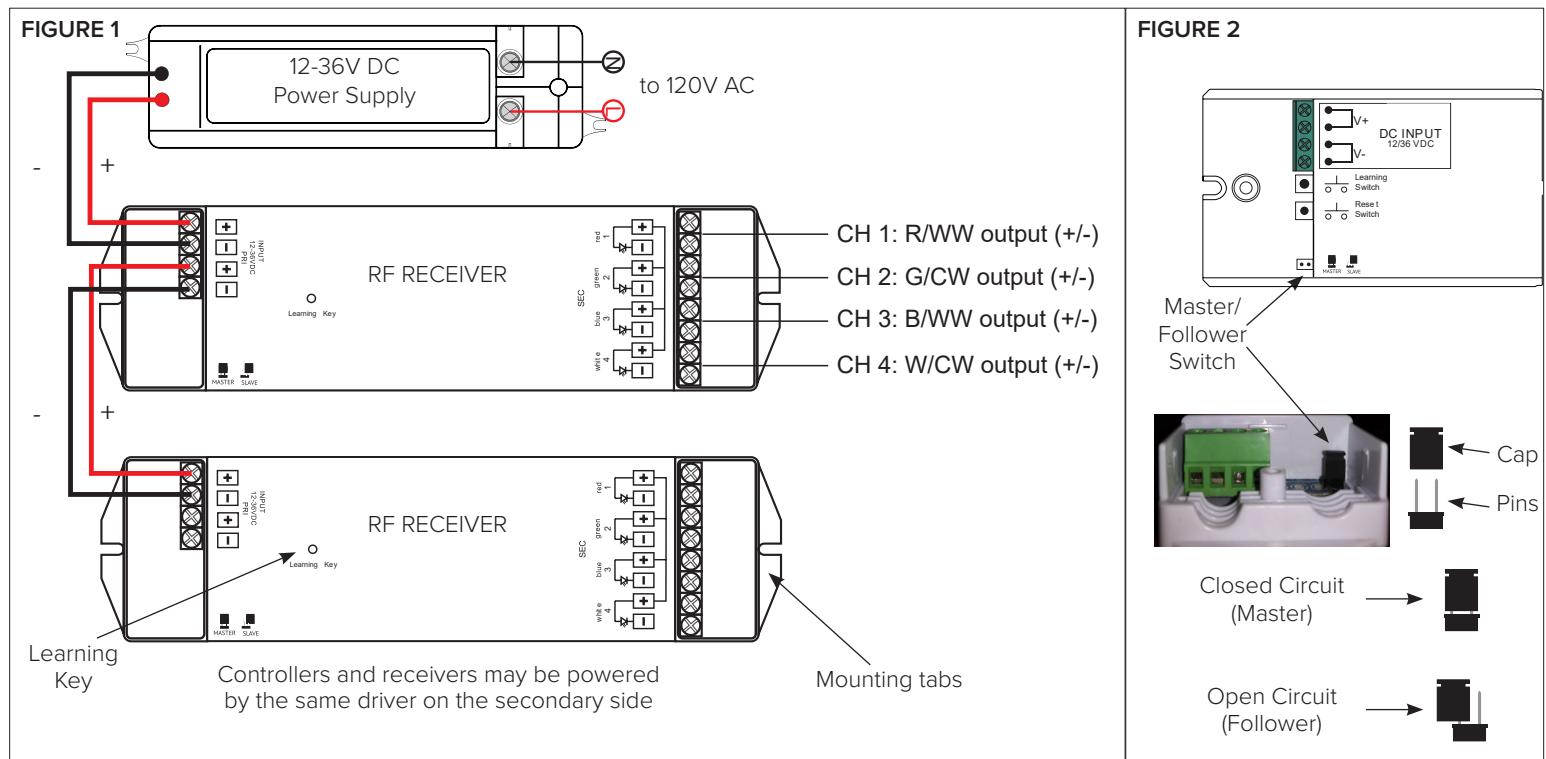 FIGURE 1
12-36V DC
Power Supply
N
L
to 120V AC
-
+
+
-
+
-
INPUT
12-36VDC
PRI
RF RECEIVER
Learning Key
MASTER SLAVE
SEC
red
1
+
-
green
2
+
-
blue
3
+
-
white
4
+
-
CH 1: R/WW output (+/-)
CH 2: G/CW output (+/-)
CH 3: B/WW output (+/-)
CH 4: W/CW output (+/-)
-
+
+
-
+
-
INPUT
12-36VDC
PRI
RF RECEIVER
Learning Key
MASTER SLAVE
SEC
red
1
+
-
green
2
+
-
blue
3
+
-
white
4
+
-
Learning
Key
Controllers and receivers may be powered
by the same driver on the secondary side
Mounting tabs
FIGURE 2
V+
V-
DC INPUT
12/36 VDC
Learning
Switch
Reset
Switch
MASTER SLAVE
Master/
Follower
Switch
Cap
Pins
Closed Circuit
(Master)
Open Circuit
(Follower)